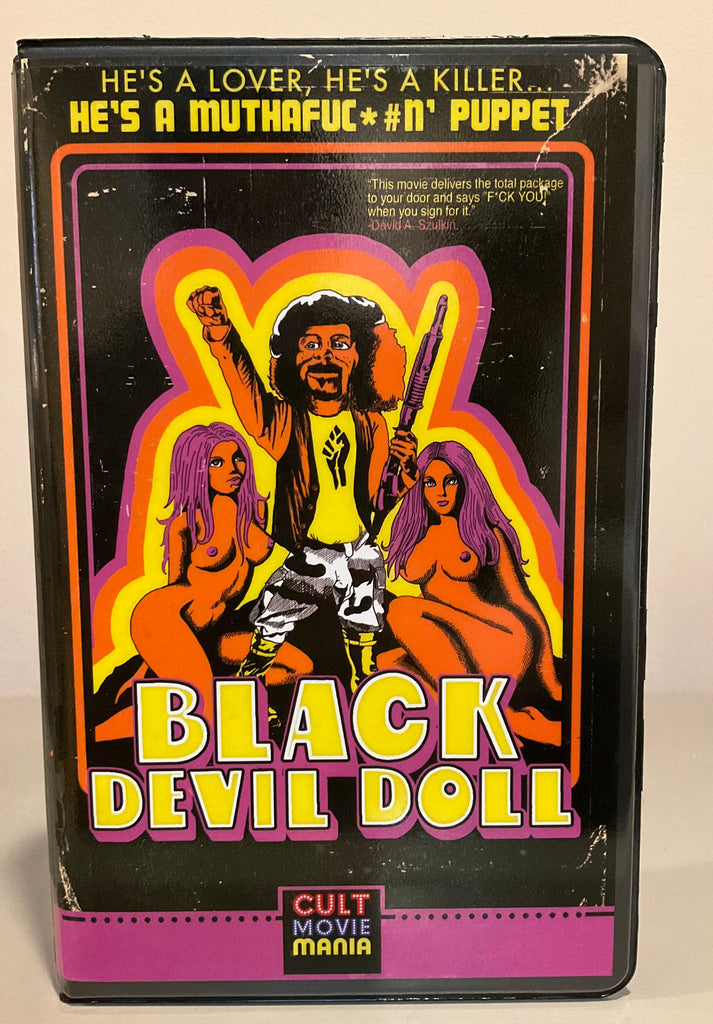 HE'S A LOVER, HE'S A KILLER...
HE'S A MUTHAFUC*#N' PUPPET
"This movie delivers the total package
to your door and says "F*CK YOU!"
when you sign for it."
-David A. Szulkin
BLACK
DEVIL DOLL
CULT
MOVIE
MANIA